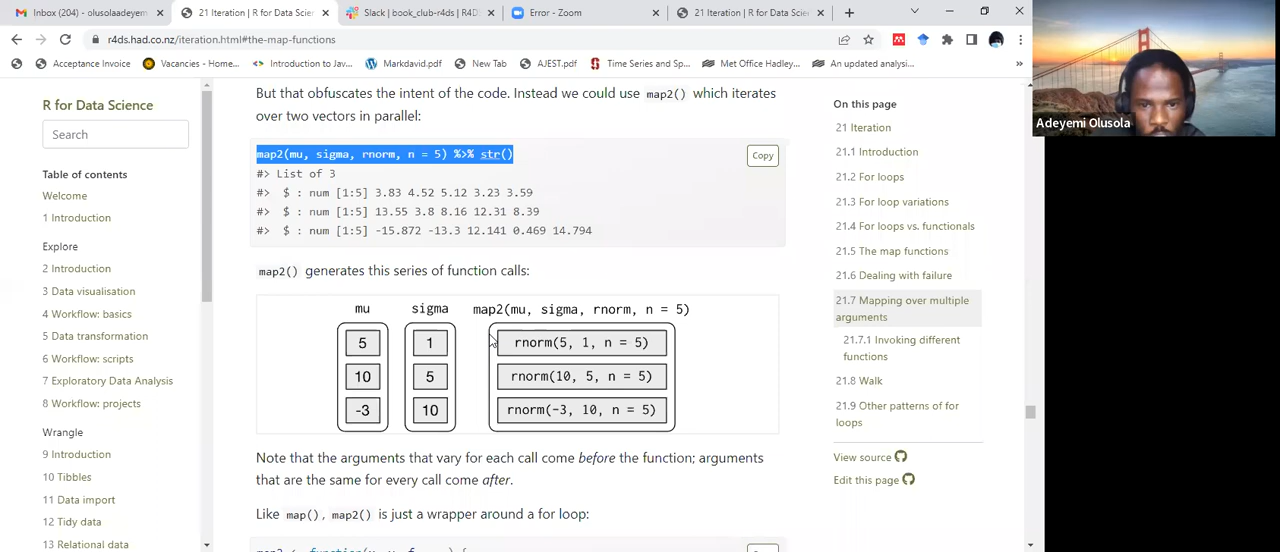 Inbox (204) - olusolaadeyemi
21 Iteration | R for Data Science
Slack | book_club-r4ds | R4D
Error - Zoom
21 Iteration | R for Data Science
r4ds.had.co.nz/iteration.html#the-map-functions
Acceptance Invoice
Vacancies - Home...
Introduction to Jav...
Markdavid.pdf
New Tab
AJEST.pdf
Time Series and Sp...
Met Office Hadley...
An updated analysi...
»
R for Data Science
Search
Table of contents
Welcome
1 Introduction
Explore
2 Introduction
3 Data visualisation
4 Workflow: basics
5 Data transformation
6 Workflow: scripts
7 Exploratory Data Analysis
8 Workflow: projects
Wrangle
9 Introduction
10 Tibbles
11 Data import
12 Tidy data
13 Relational data
But that obfuscates the intent of the code. Instead we could use map2() which iterates
over two vectors in parallel:
map2(mu, sigma, rnorm, n = 5) %>% str()
Copy
#> List of 3
#> $ : num [1:5] 3.83 4.52 5.12 3.23 3.59
#> $ : num [1:5] 13.55 3.8 8.16 12.31 8.39
#> $ : num [1:5] -15.872 -13.3 12.141 0.469 14.794
map2() generates this series of function calls:
mu sigma map2(mu, sigma, rnorm, n = 5)
5 1 rnorm(5, 1, n = 5)
10 5 rnorm(10, 5, n = 5)
-3 10 rnorm(-3, 10, n = 5)
Note that the arguments that vary for each call come before the function; arguments
that are the same for every call come after.
Like map(), map2() is just a wrapper around a for loop:
On this page
21 Iteration
21.1 Introduction
21.2 For loops
21.3 For loop variations
21.4 For loops vs. functionals
21.5 The map functions
21.6 Dealing with failure
21.7 Mapping over multiple
arguments
21.7.1 Invoking different
functions
21.8 Walk
21.9 Other patterns of for
loops
View source
Edit this page
Adeyemi Olusola